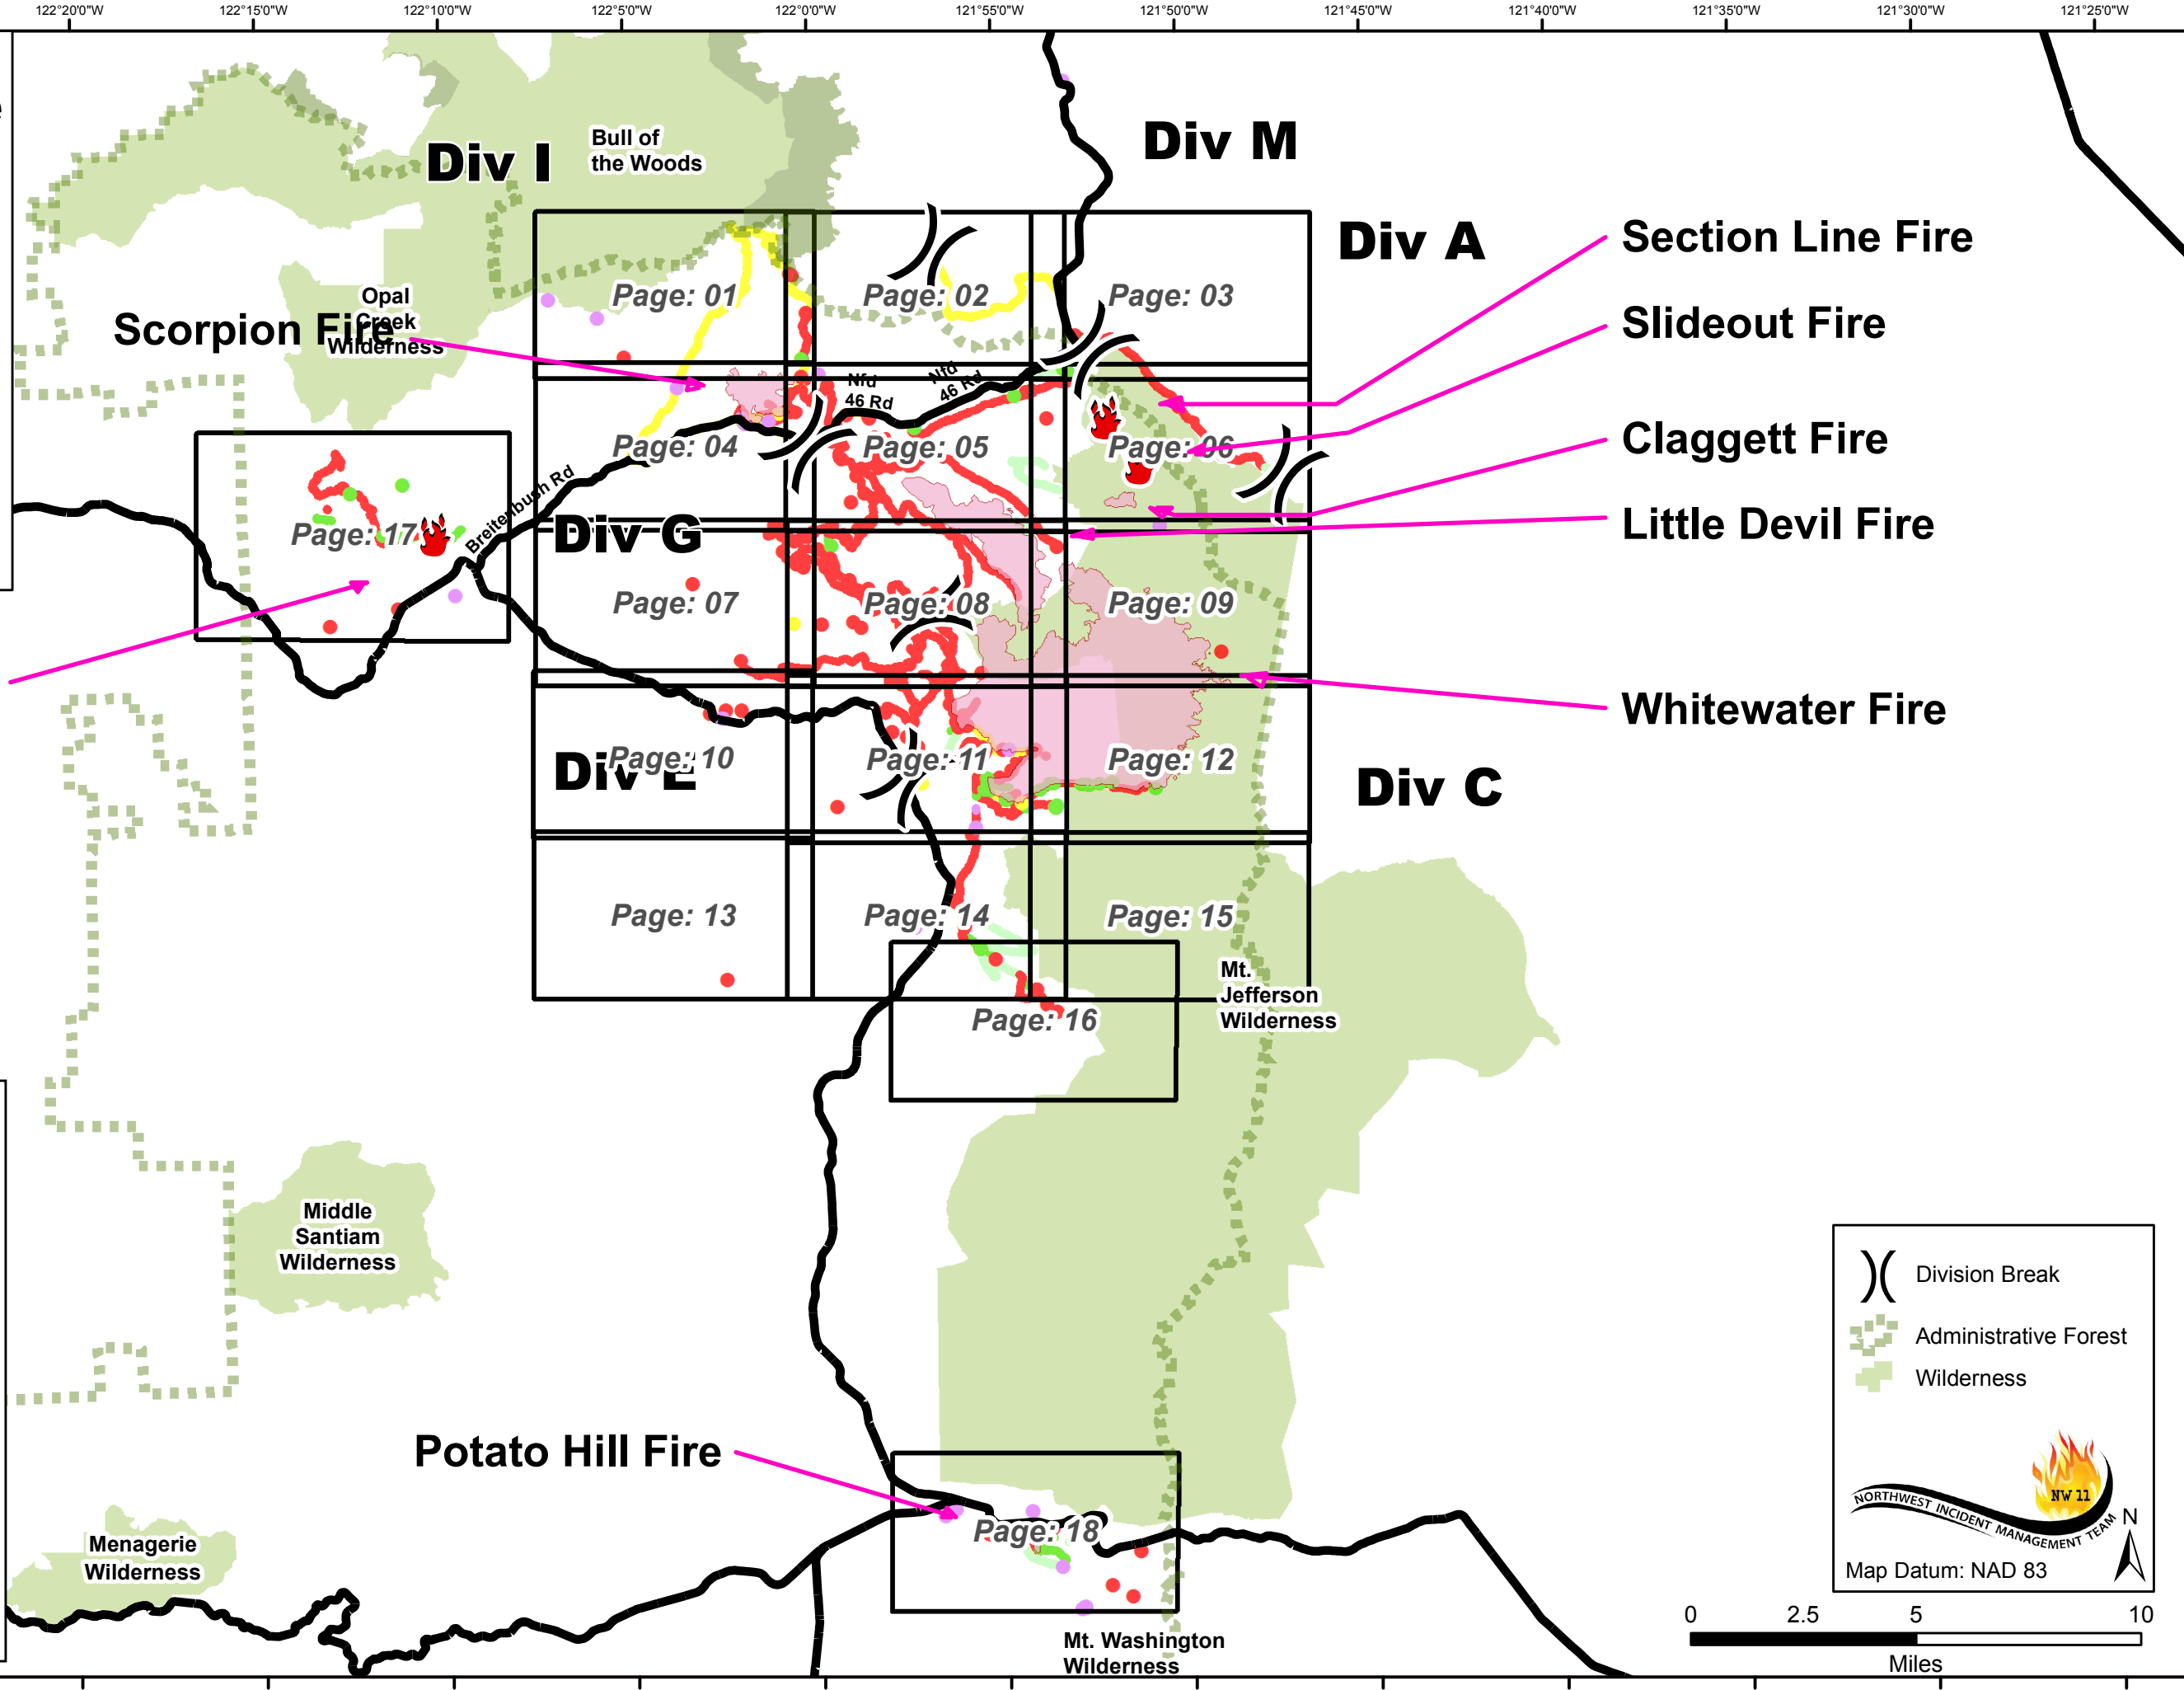 122°20'0"W 122°15'0"W 122°10'0"W 122°5'0"W 122°0'0"W 121°55'0"W 121°50'0"W 121°45'0"W 121°40'0"W 121°35'0"W 121°30'0"W 121°25'0"W
Div M
Bull of
the Woods
Div I
Div A
Section Line Fire
Opal
Creek
Wilderness
Scorpion Fire
Page: 01
Page: 02
Page: 03
Slideout Fire
Nfd
46 Rd
Nfd
46 Rd
Page: 04
Page: 05
Page: 06
Claggett Fire
Breitenbush Rd
Page: 17
Div G
Little Devil Fire
Page: 07
Page: 08
Page: 09
Whitewater Fire
Div E
Page: 10
Page: 11
Page: 12
Div C
Page: 13
Page: 14
Page: 15
Mt.
Jefferson
Wilderness
Page: 16
Middle
Santiam
Wilderness
Division Break
Administrative Forest
Wilderness
Potato Hill Fire
NW 11
NORTHWEST INCIDENT MANAGEMENT TEAM
N
Page: 18
Menagerie
Wilderness
Map Datum: NAD 83
0 2.5 5 10
Miles
Mt. Washington
Wilderness